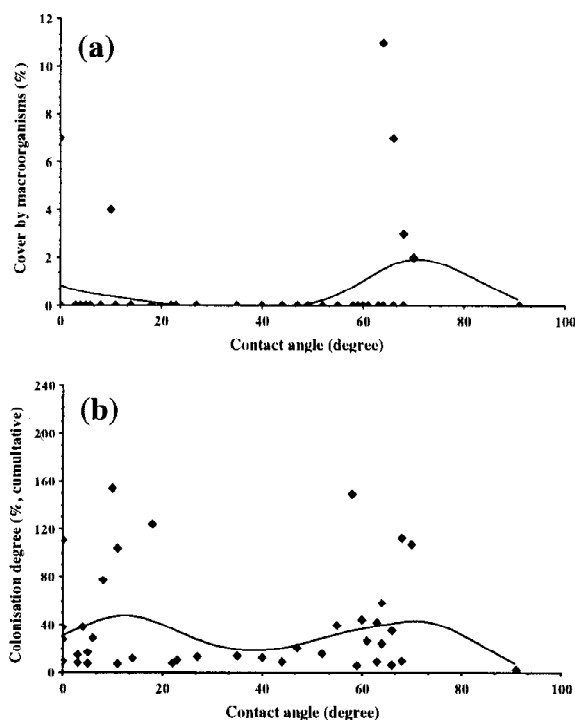 (a)
Cover by macroorganisms (%)
12
10
8
6
4
2
0
0 20 40 60 80 100
Contact angle (degree)
(b)
Colonisation degree (%, cumultative)
240
200
160
120
80
40
0
0 20 40 60 80 100
Contact angle (degree)